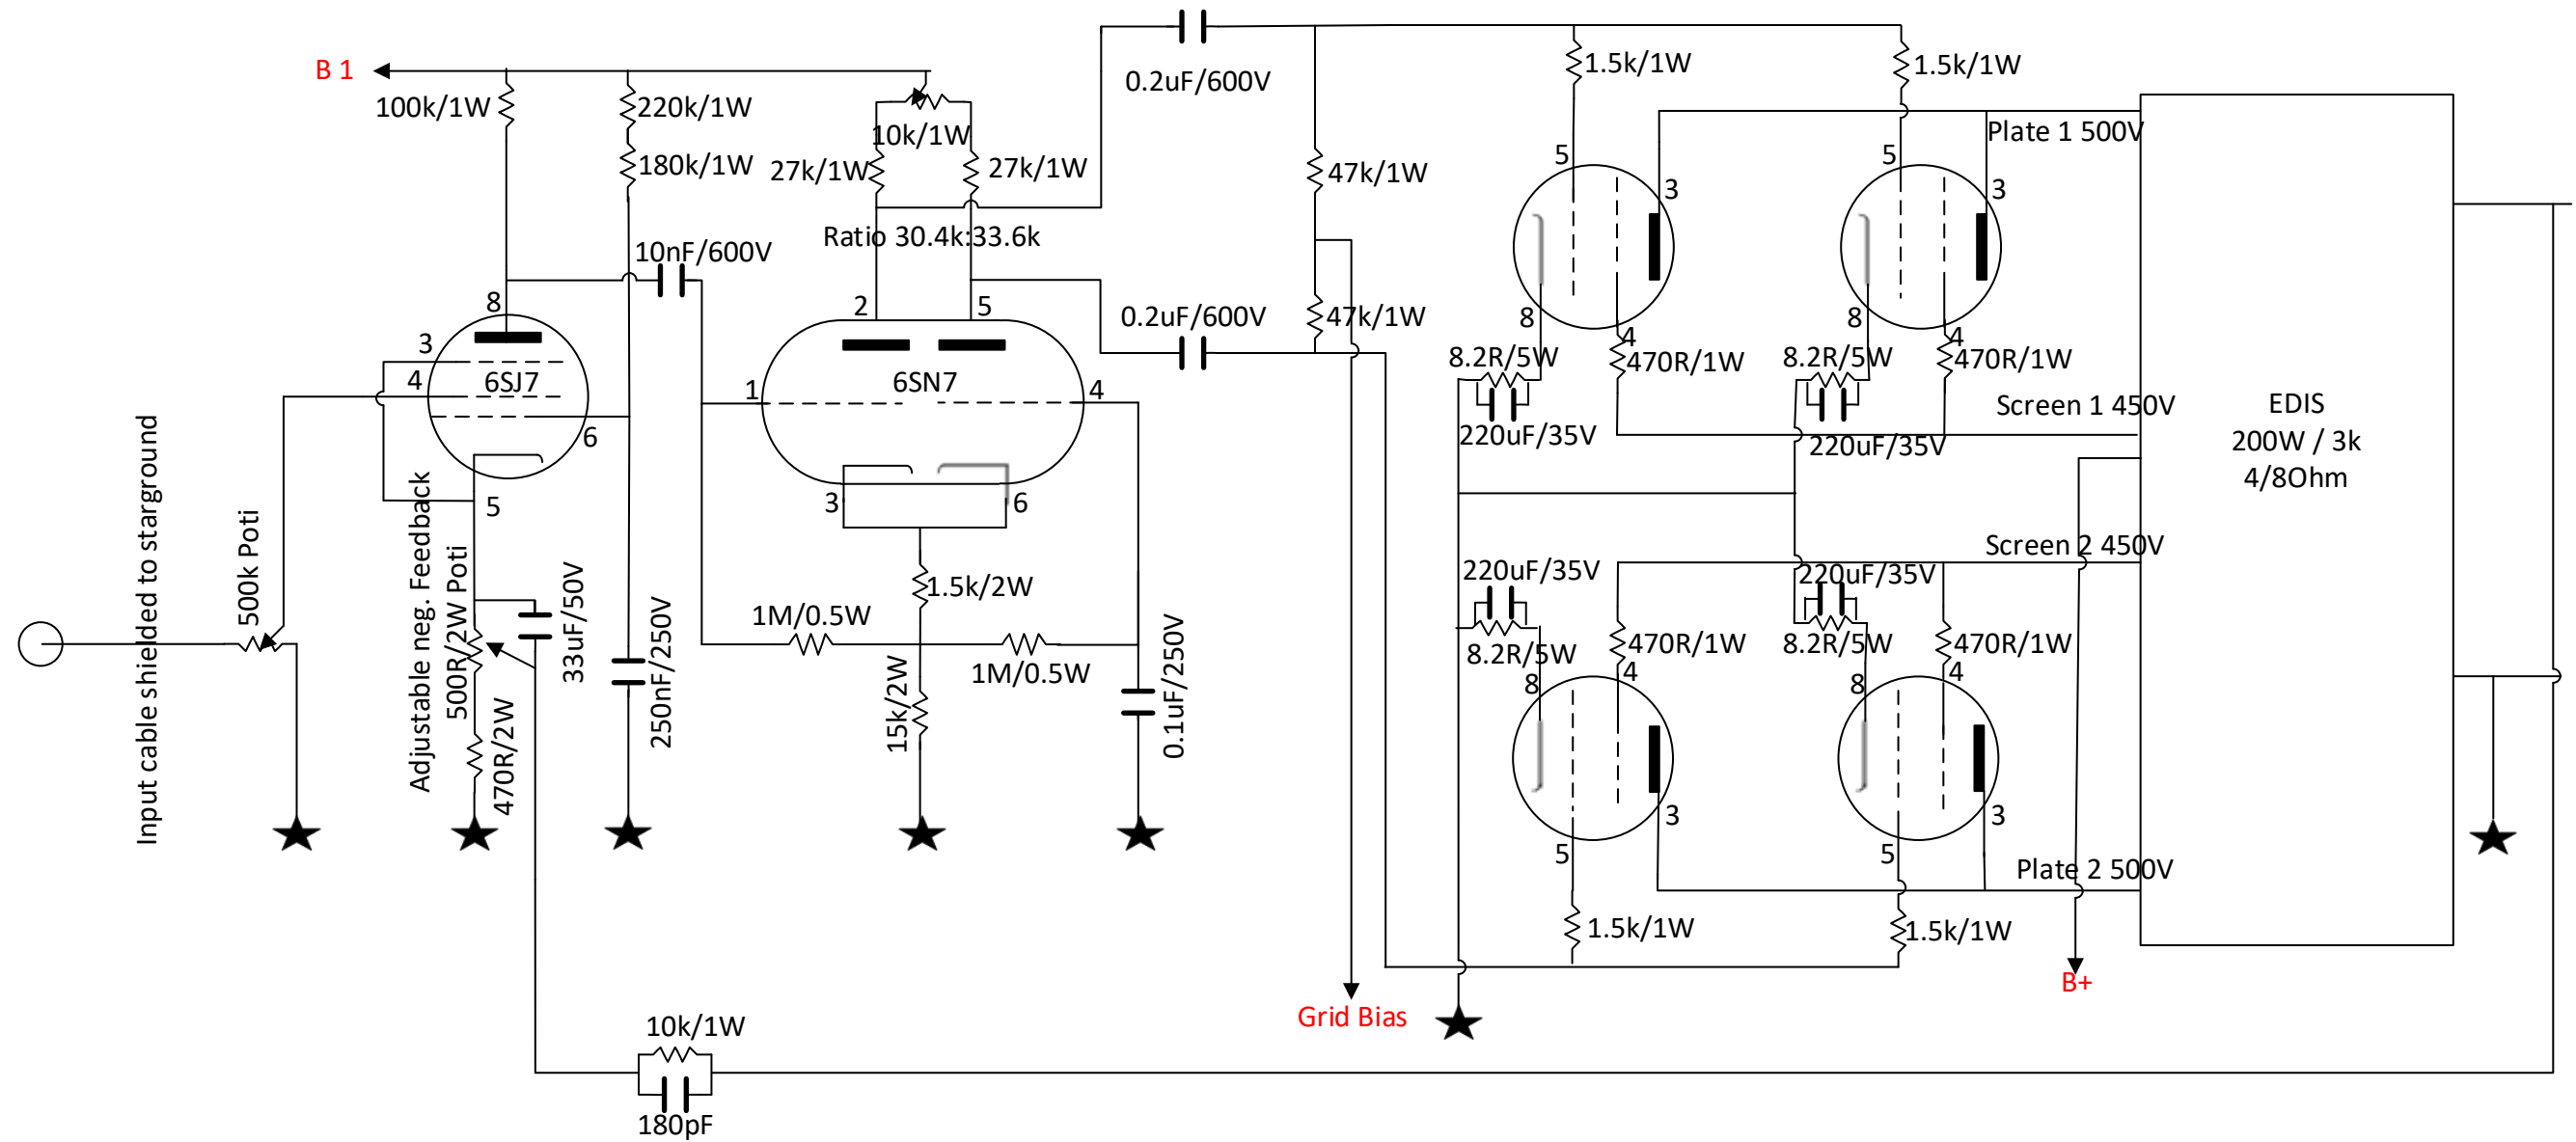 B 1
100k/1W
220k/1W
180k/1W
10k/1W
27k/1W
27k/1W
Ratio 30.4k:33.6k
10nF/600V
0.2uF/600V
0.2uF/600V
47k/1W
47k/1W
1.5k/1W
1.5k/1W
5
3
8
4
5
3
8
4
Plate 1 500V
8.2R/5W
470R/1W
8.2R/5W
470R/1W
220uF/35V
220uF/35V
Screen 1 450V
EDIS
200W / 3k
4/8Ohm
8
3
4
6SJ7
6
5
2
5
1
6SN7
4
3
6
Input cable shielded to starground
500k Poti
Adjustable neg. Feedback
500R/2W Poti
470R/2W
33uF/50V
250nF/250V
1M/0.5W
1.5k/2W
1M/0.5W
15k/2W
0.1uF/250V
Screen 2 450V
220uF/35V
220uF/35V
8.2R/5W
470R/1W
8.2R/5W
470R/1W
8
4
8
4
3
3
5
5
Plate 2 500V
1.5k/1W
1.5k/1W
B+
Grid Bias
10k/1W
180pF